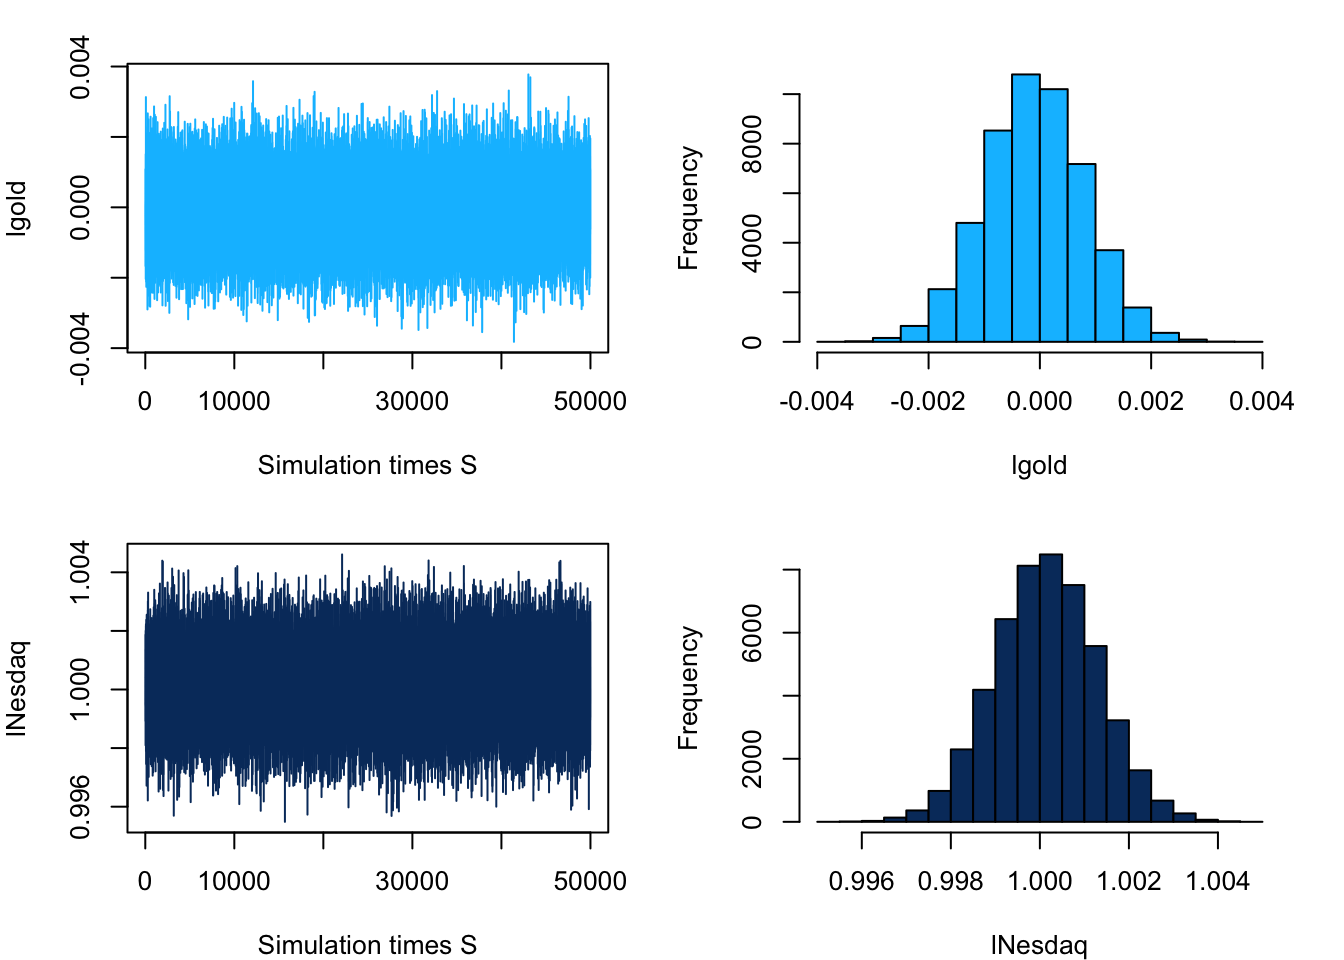 lgold
0.004
0.000
-0.004
0 10000 30000 50000
Simulation times S
Frequency
8000
4000
0
-0.004 -0.002 0.000 0.002 0.004
lgold
lNesdaq
1.004
1.000
0.996
0 10000 30000 50000
Simulation times S
Frequency
6000
2000
0
0.996 0.998 1.000 1.002 1.004
lNesdaq